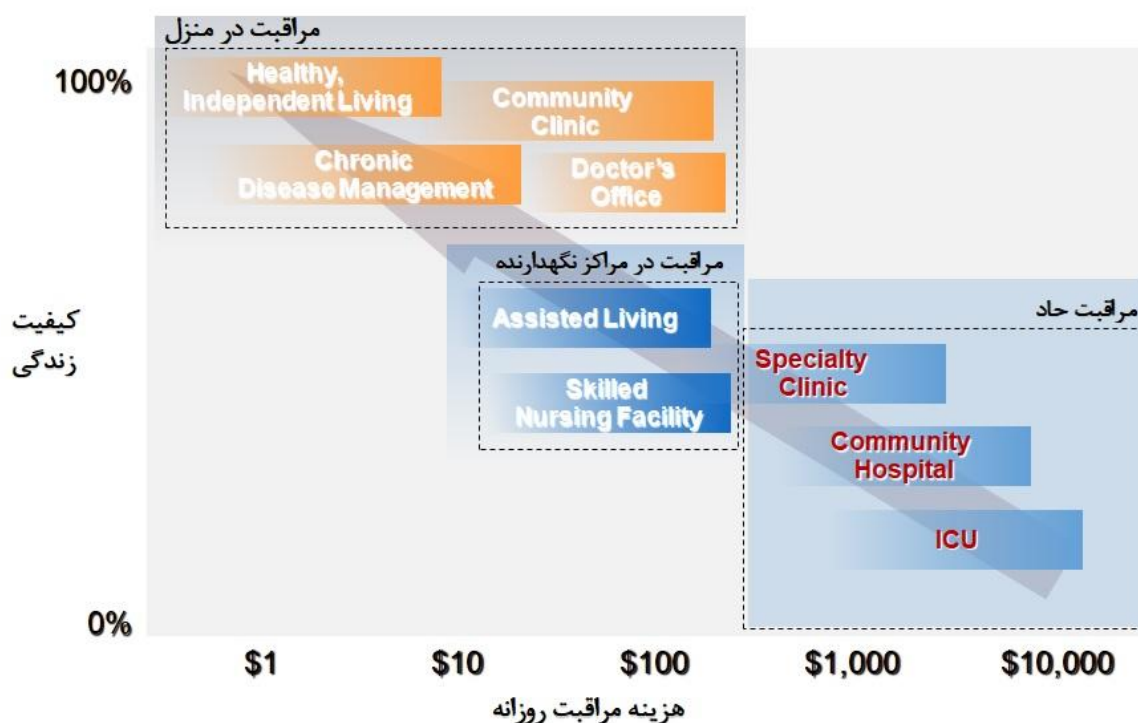 مراقبت در منزل
100%
Healthy,
Independent Living
Community
Clinic
Chronic
Disease Management
Doctor's
Office
مراقبت در مراکز نگهدارنده
Assisted Living
Skilled
Nursing Facility
مراقبت حاد
Specialty
Clinic
Community
Hospital
ICU
کیفیت
زندگی
0%
$1
$10
$100
$1,000
$10,000
هزینه مراقبت روزانه